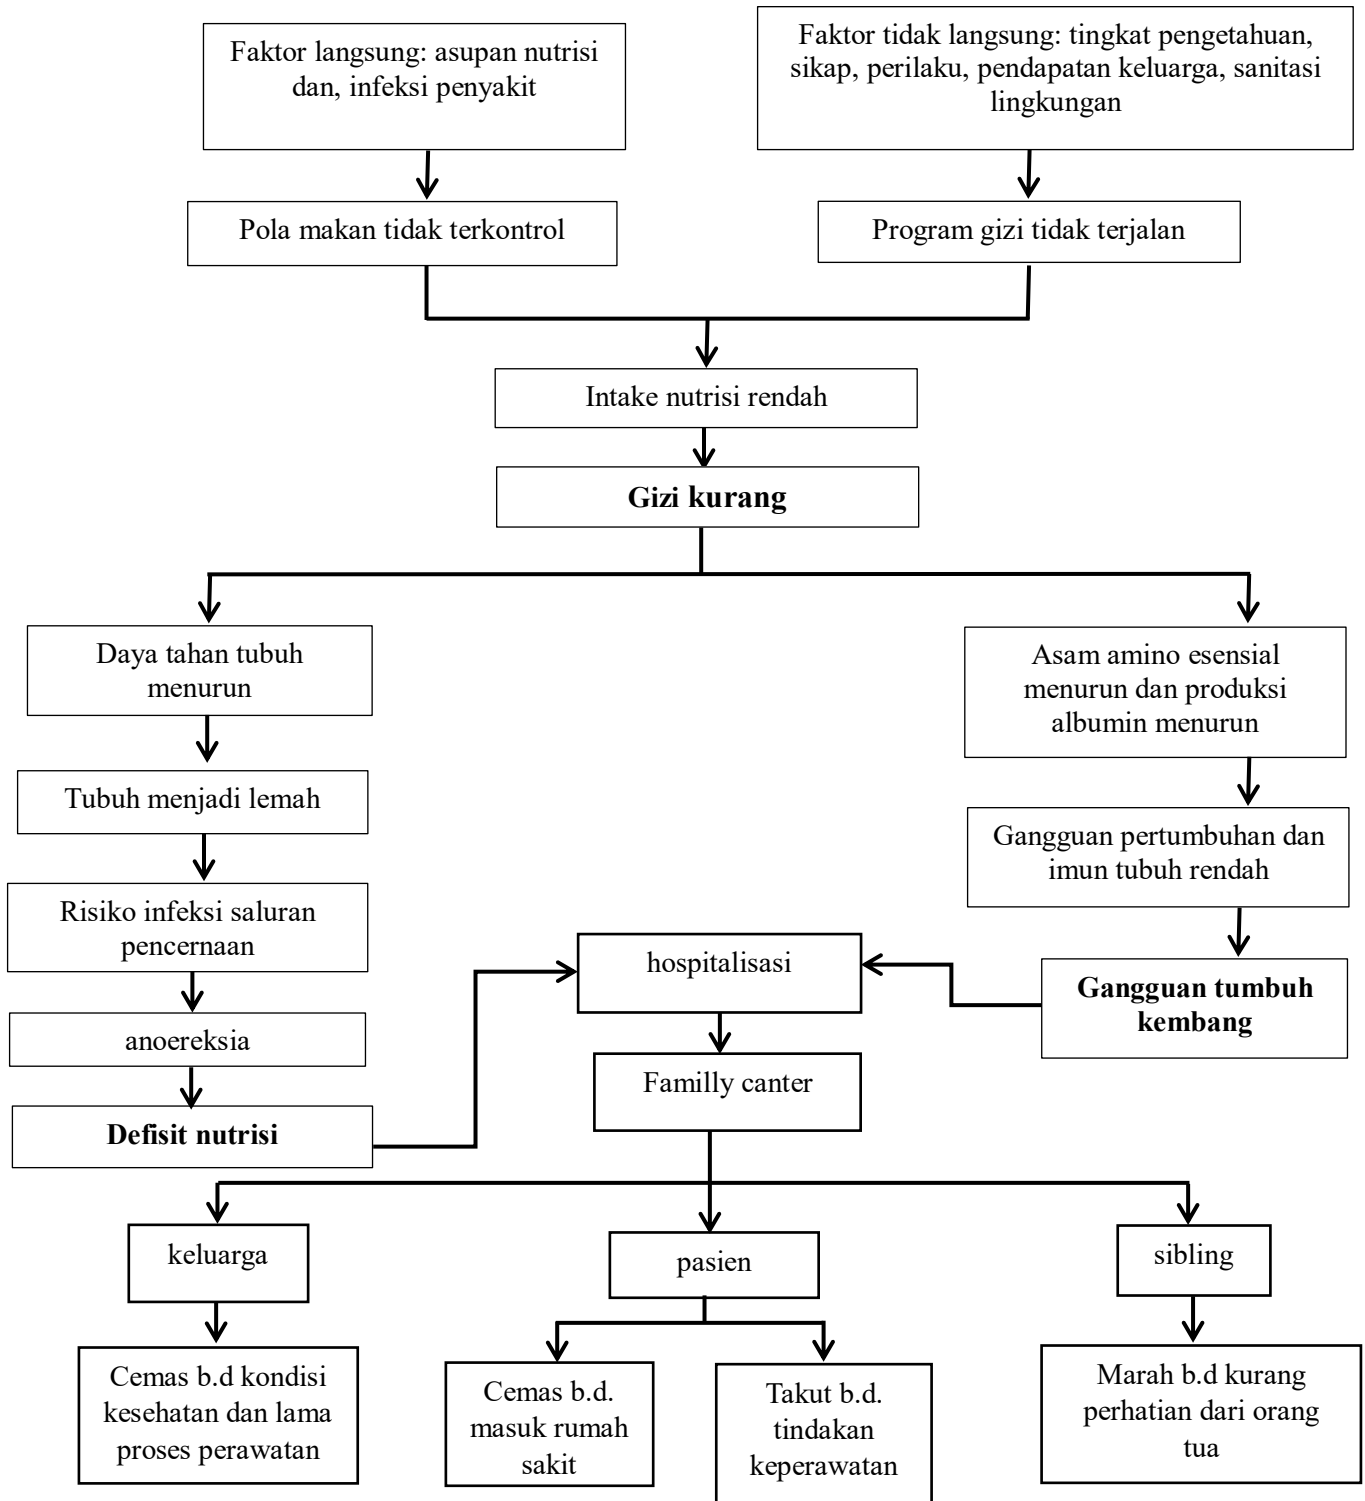 Faktor langsung: asupan nutrisi
dan, infeksi penyakit
Faktor tidak langsung: tingkat pengetahuan,
sikap, perilaku, pendapatan keluarga, sanitasi
lingkungan
Pola makan tidak terkontrol
Program gizi tidak terjalan
Intake nutrisi rendah
Gizi kurang
Daya tahan tubuh
menurun
Asam amino esensial
menurun dan produksi
albumin menurun
Tubuh menjadi lemah
Gangguan pertumbuhan dan
imun tubuh rendah
Risiko infeksi saluran
pencernaan
hospitalisasi
Gangguan tumbuh
kembang
anoereksia
Familly canter
Defisit nutrisi
keluarga
pasien
sibling
Cemas b.d kondisi
kesehatan dan lama
proses perawatan
Cemas b.d.
masuk rumah
sakit
Takut b.d.
tindakan
keperawatan
Marah b.d kurang
perhatian dari orang
tua